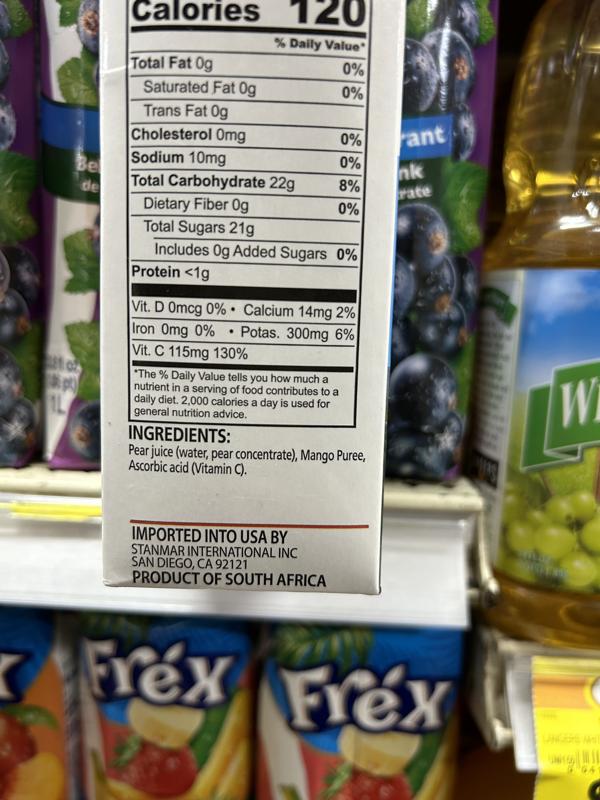 Calories 120
% Daily Value*
Total Fat 0g 0%
Saturated Fat 0g 0%
Trans Fat 0g
Cholesterol 0mg 0%
Sodium 10mg 0%
Total Carbohydrate 22g 8%
Dietary Fiber 0g 0%
Total Sugars 21g
Includes 0g Added Sugars 0%
Protein <1g
Vit. D 0mcg 0% • Calcium 14mg 2%
Iron 0mg 0% • Potas. 300mg 6%
Vit. C 115mg 130%
*The % Daily Value tells you how much a
nutrient in a serving of food contributes to a
daily diet. 2,000 calories a day is used for
general nutrition advice.
INGREDIENTS:
Pear juice (water, pear concentrate), Mango Puree,
Ascorbic acid (Vitamin C).
IMPORTED INTO USA BY
STANMAR INTERNATIONAL INC
SAN DIEGO, CA 92121
PRODUCT OF SOUTH AFRICA
rant
nk
rate
Bel
de
1L
W
Fréx
Fréx
x